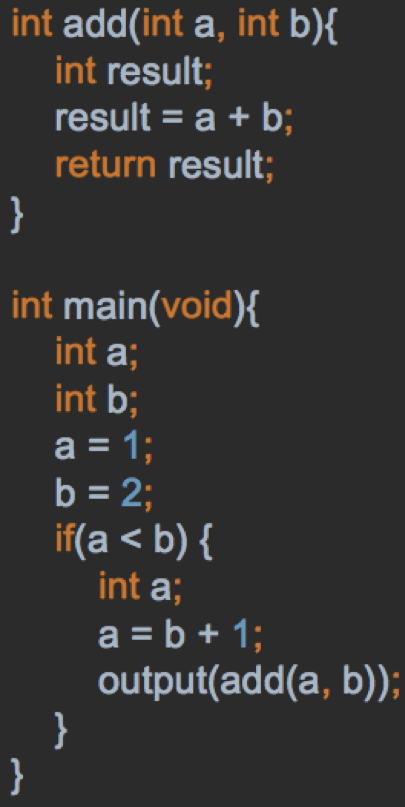 int add(int a, int b){
    int result;
    result = a + b;
    return result;
}

int main(void){
    int a;
    int b;
    a = 1;
    b = 2;
    if(a < b) {
        int a;
        a = b + 1;
        output(add(a, b));
    }
}